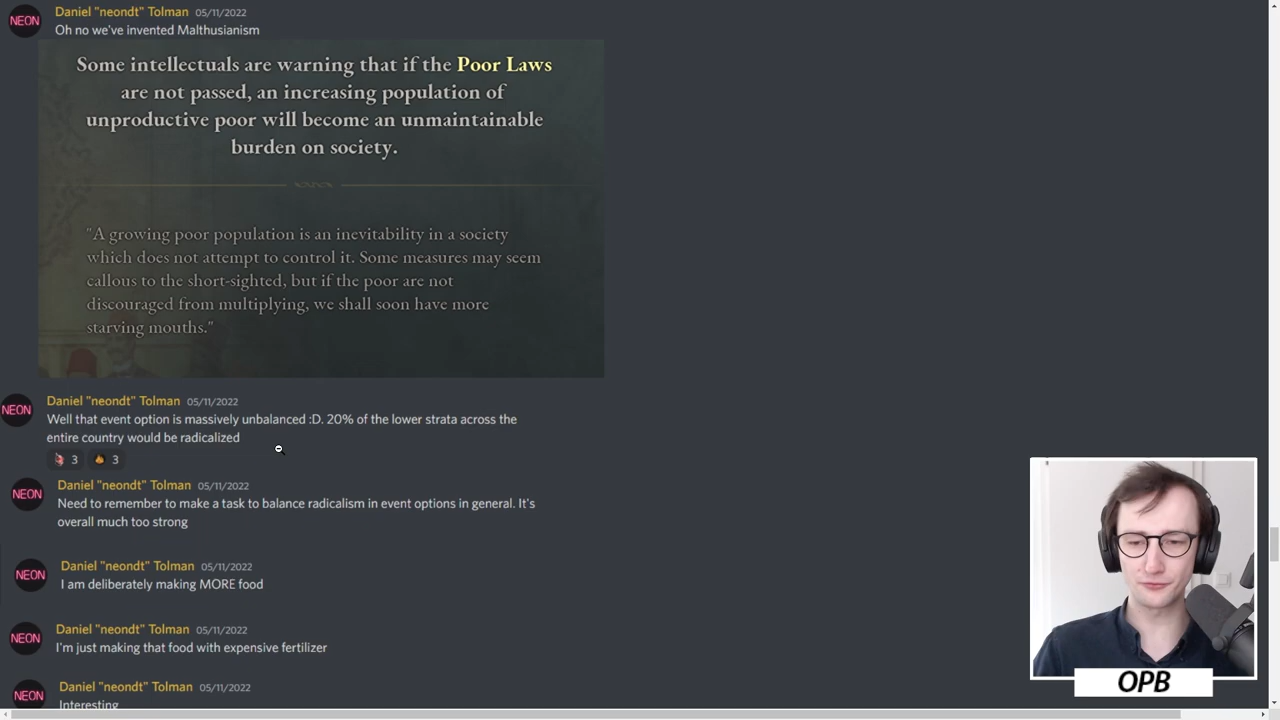 Daniel "neondt" Tolman 05/11/2022
NEON
Oh no we've invented Malthusianism
Some intellectuals are warning that if the Poor Laws
are not passed, an increasing population of
unproductive poor will become an unmaintainable
burden on society.
"A growing poor population is an inevitability in a society
which does not attempt to control it. Some measures may seem
callous to the short-sighted, but if the poor are not
discouraged from multiplying, we shall soon have more
starving mouths."
Daniel "neondt" Tolman 05/11/2022
NEON
Well that event option is massively unbalanced :D. 20% of the lower strata across the
entire country would be radicalized
3 3
Daniel "neondt" Tolman 05/11/2022
NEON
Need to remember to make a task to balance radicalism in event options in general. It's
overall much too strong
Daniel "neondt" Tolman 05/11/2022
NEON
I am deliberately making MORE food
Daniel "neondt" Tolman 05/11/2022
NEON
I'm just making that food with expensive fertilizer
Daniel "neondt" Tolman 05/11/2022
NEON
Interesting
OPB